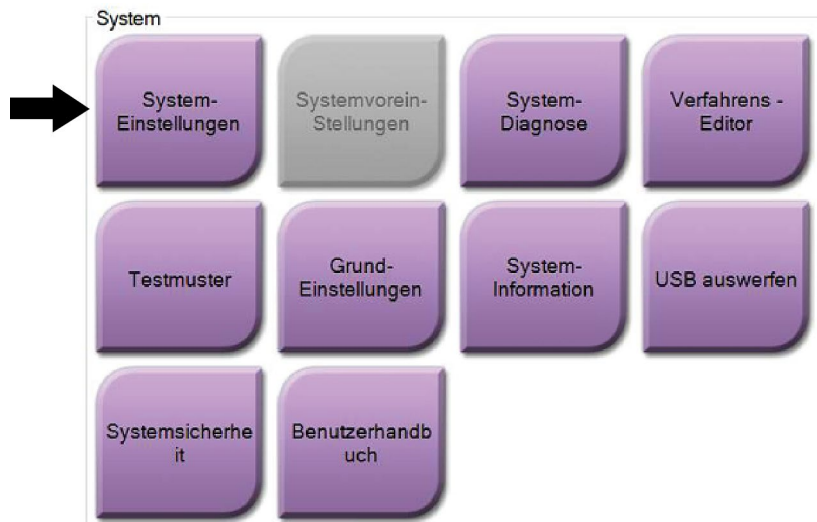 System
System-
Einstellungen
Systemvorein-
Stellungen
System-
Diagnose
Verfahrens -
Editor
Testmuster
Grund-
Einstellungen
System-
Information
USB auswerfen
Systemsicherhe
it
Benutzerhandb
uch